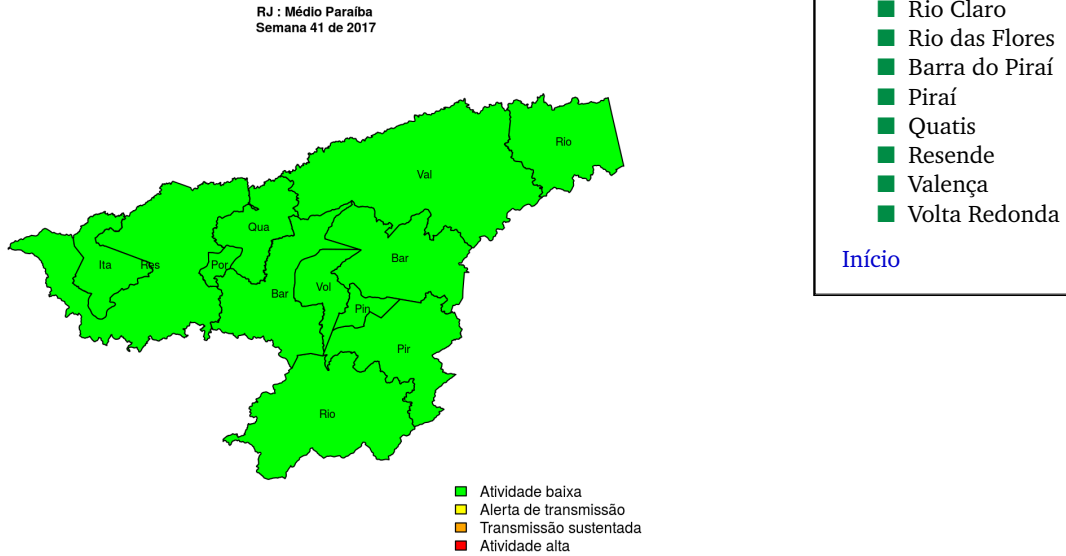 RJ : Médio Paraíba
Semana 41 de 2017
Rio
Val
Qua
Ita
Res
Por
Bar
Bar
Vol
Pin
Pir
Rio
Atividade baixa
Alerta de transmissão
Transmissão sustentada
Atividade alta
Rio Claro
Rio das Flores
Barra do Piraí
Piraí
Quatis
Resende
Valença
Volta Redonda
Início